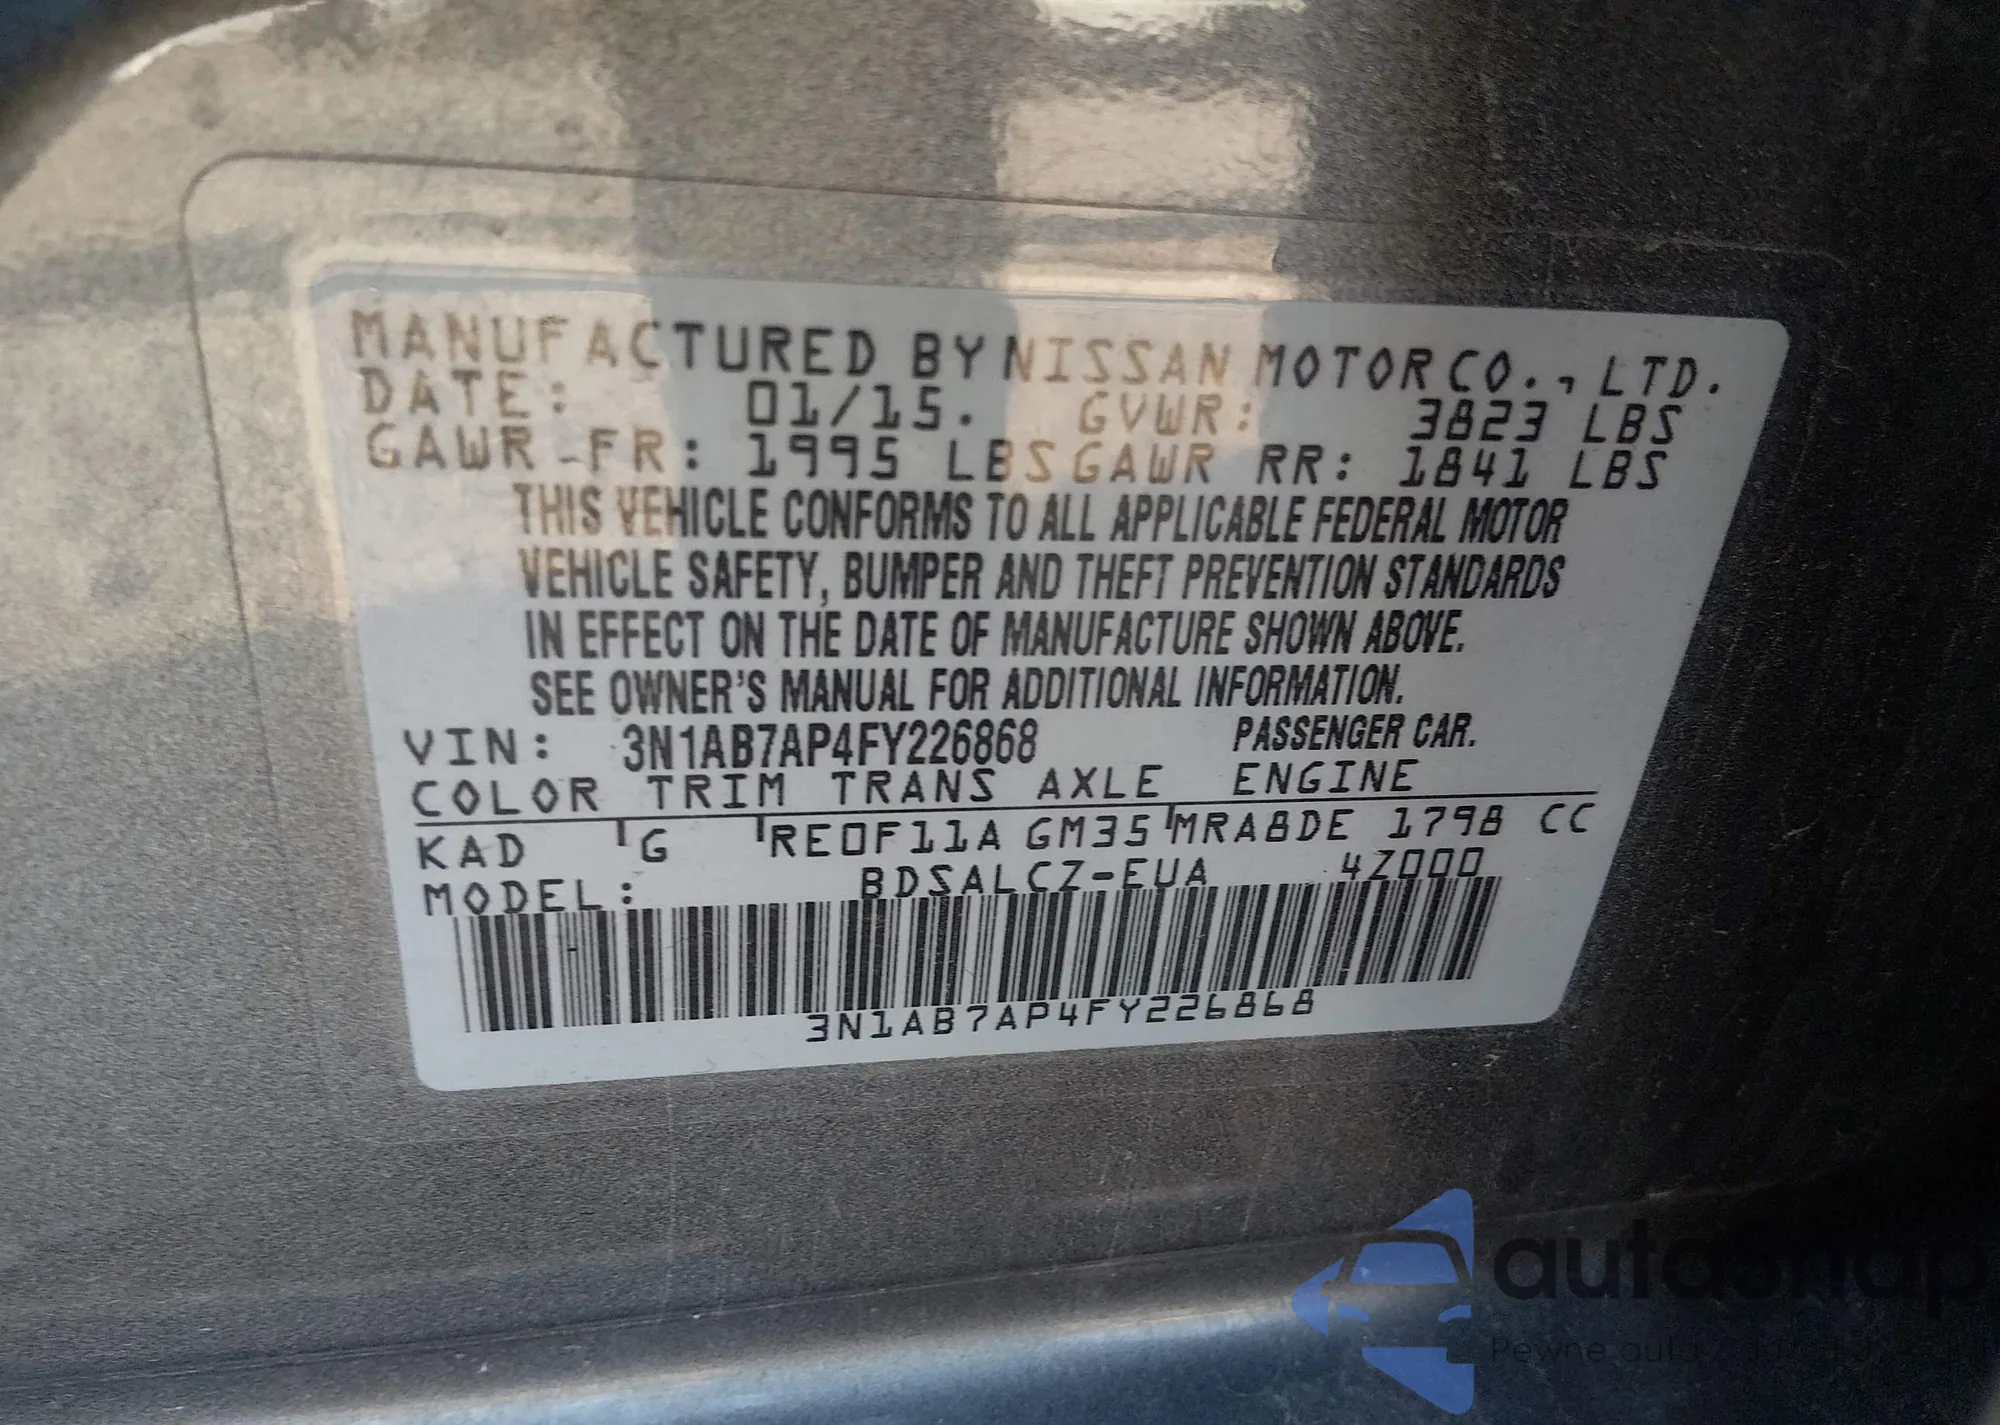 MANUFACTURED BY NISSAN MOTOR CO., LTD.
DATE: 01/15. GVWR: 3823 LBS
GAWR FR: 1995 LBS GAWR RR: 1841 LBS
THIS VEHICLE CONFORMS TO ALL APPLICABLE FEDERAL MOTOR
VEHICLE SAFETY, BUMPER AND THEFT PREVENTION STANDARDS
IN EFFECT ON THE DATE OF MANUFACTURE SHOWN ABOVE.
SEE OWNER'S MANUAL FOR ADDITIONAL INFORMATION.
VIN: 3N1AB7AP4FY226868 PASSENGER CAR.
COLOR TRIM TRANS AXLE ENGINE
KAD G RE0F11A GM35 MRA8DE 1798 CC
MODEL: BDSALCZ-EUA 4Z000
3N1AB7AP4FY226868
autosnap
Pewne auta